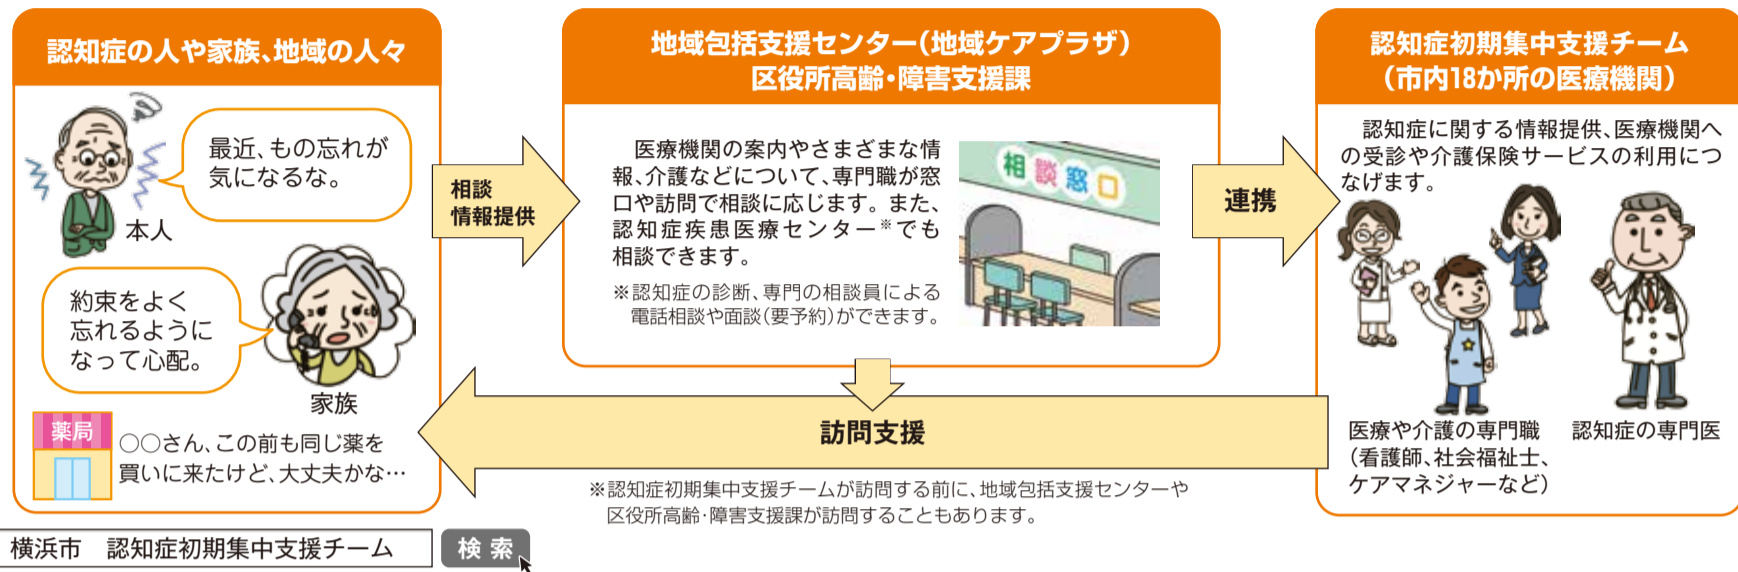 認知症の人や家族、地域の人々
最近、もの忘れが
気になるな。
本人
約束をよく
忘れるように
なって心配。
家族
薬局
○○さん、この前も同じ薬を
買いに来たけど、大丈夫かな…
相談
情報提供
地域包括支援センター(地域ケアプラザ)
区役所高齢・障害支援課
医療機関の案内やさまざまな情
報、介護などについて、専門職が窓
口や訪問で相談に応じます。また、
認知症疾患医療センター※でも
相談できます。
※認知症の診断、専門の相談員による
電話相談や面談(要予約)ができます。
相談窓口
連携
認知症初期集中支援チーム
(市内18か所の医療機関)
認知症に関する情報提供、医療機関へ
の受診や介護保険サービスの利用につ
なげます。
医療や介護の専門職
(看護師、社会福祉士、
ケアマネジャーなど)
認知症の専門医
訪問支援
※認知症初期集中支援チームが訪問する前に、地域包括支援センターや
区役所高齢・障害支援課が訪問することもあります。
横浜市 認知症初期集中支援チーム
検索